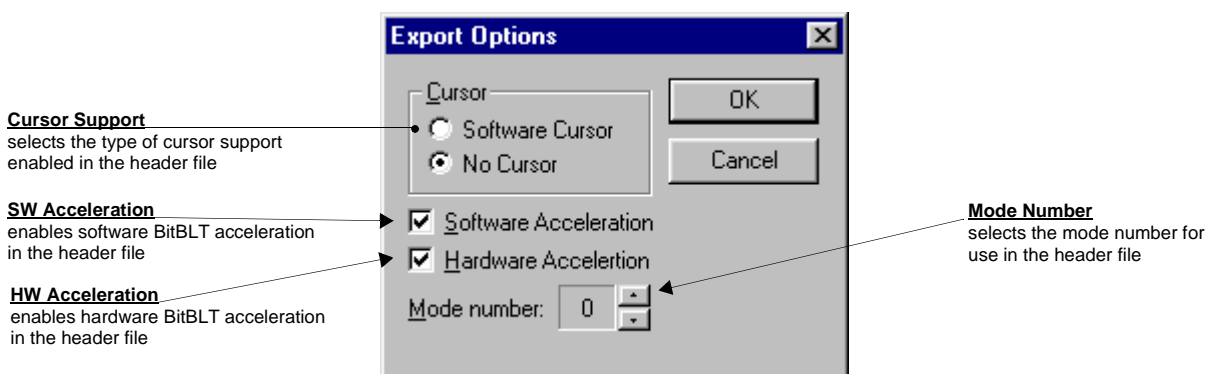 Export Options
Cursor
Software Cursor
No Cursor
OK
Cancel
Software Acceleration
Hardware Accelertion
Mode number: 0
Cursor Support
selects the type of cursor support
enabled in the header file
SW Acceleration
enables software BitBLT acceleration
in the header file
HW Acceleration
enables hardware BitBLT acceleration
in the header file
Mode Number
selects the mode number for
use in the header file